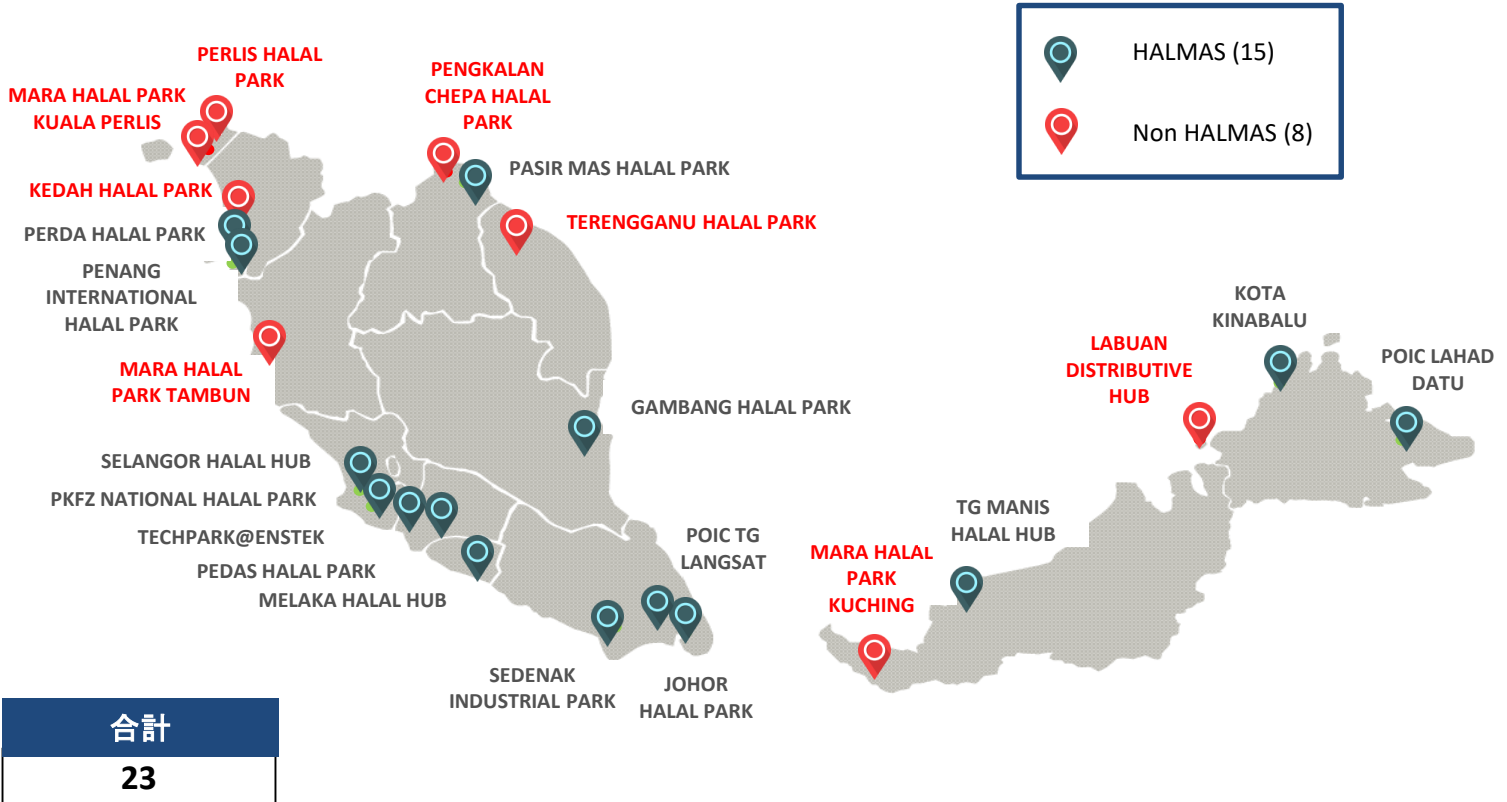 PERLIS HALAL
PARK
MARA HALAL PARK
KUALA PERLIS
PENGKALAN
CHEPA HALAL
PARK
HALMAS (15)
Non HALMAS (8)
PASIR MAS HALAL PARK
KEDAH HALAL PARK
TERENGGANU HALAL PARK
PERDA HALAL PARK
PENANG
INTERNATIONAL
HALAL PARK
MARA HALAL
PARK TAMBUN
GAMBANG HALAL PARK
SELANGOR HALAL HUB
PKFZ NATIONAL HALAL PARK
TECHPARK@ENSTEK
PEDAS HALAL PARK
MELAKA HALAL HUB
POIC TG
LANGSAT
SEDENAK
INDUSTRIAL PARK
JOHOR
HALAL PARK
KOTA
KINABALU
LABUAN
DISTRIBUTIVE
HUB
POIC LAHAD
DATU
TG MANIS
HALAL HUB
MARA HALAL
PARK
KUCHING
合計
23